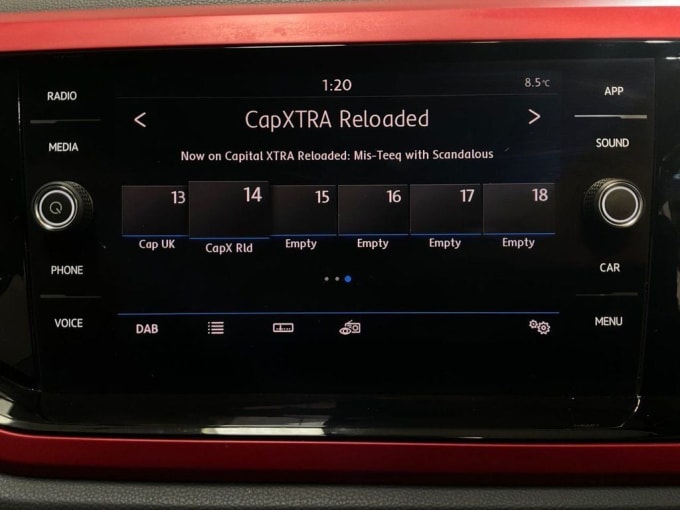 1:20
8.5°C
RADIO
APP
< CapXTRA Reloaded >
MEDIA
SOUND
Now on Capital XTRA Reloaded: Mis-Teeq with Scandalous
13 14 15 16 17 18
Cap UK CapX Rld Empty Empty Empty Empty
PHONE
CAR
VOICE
MENU
DAB